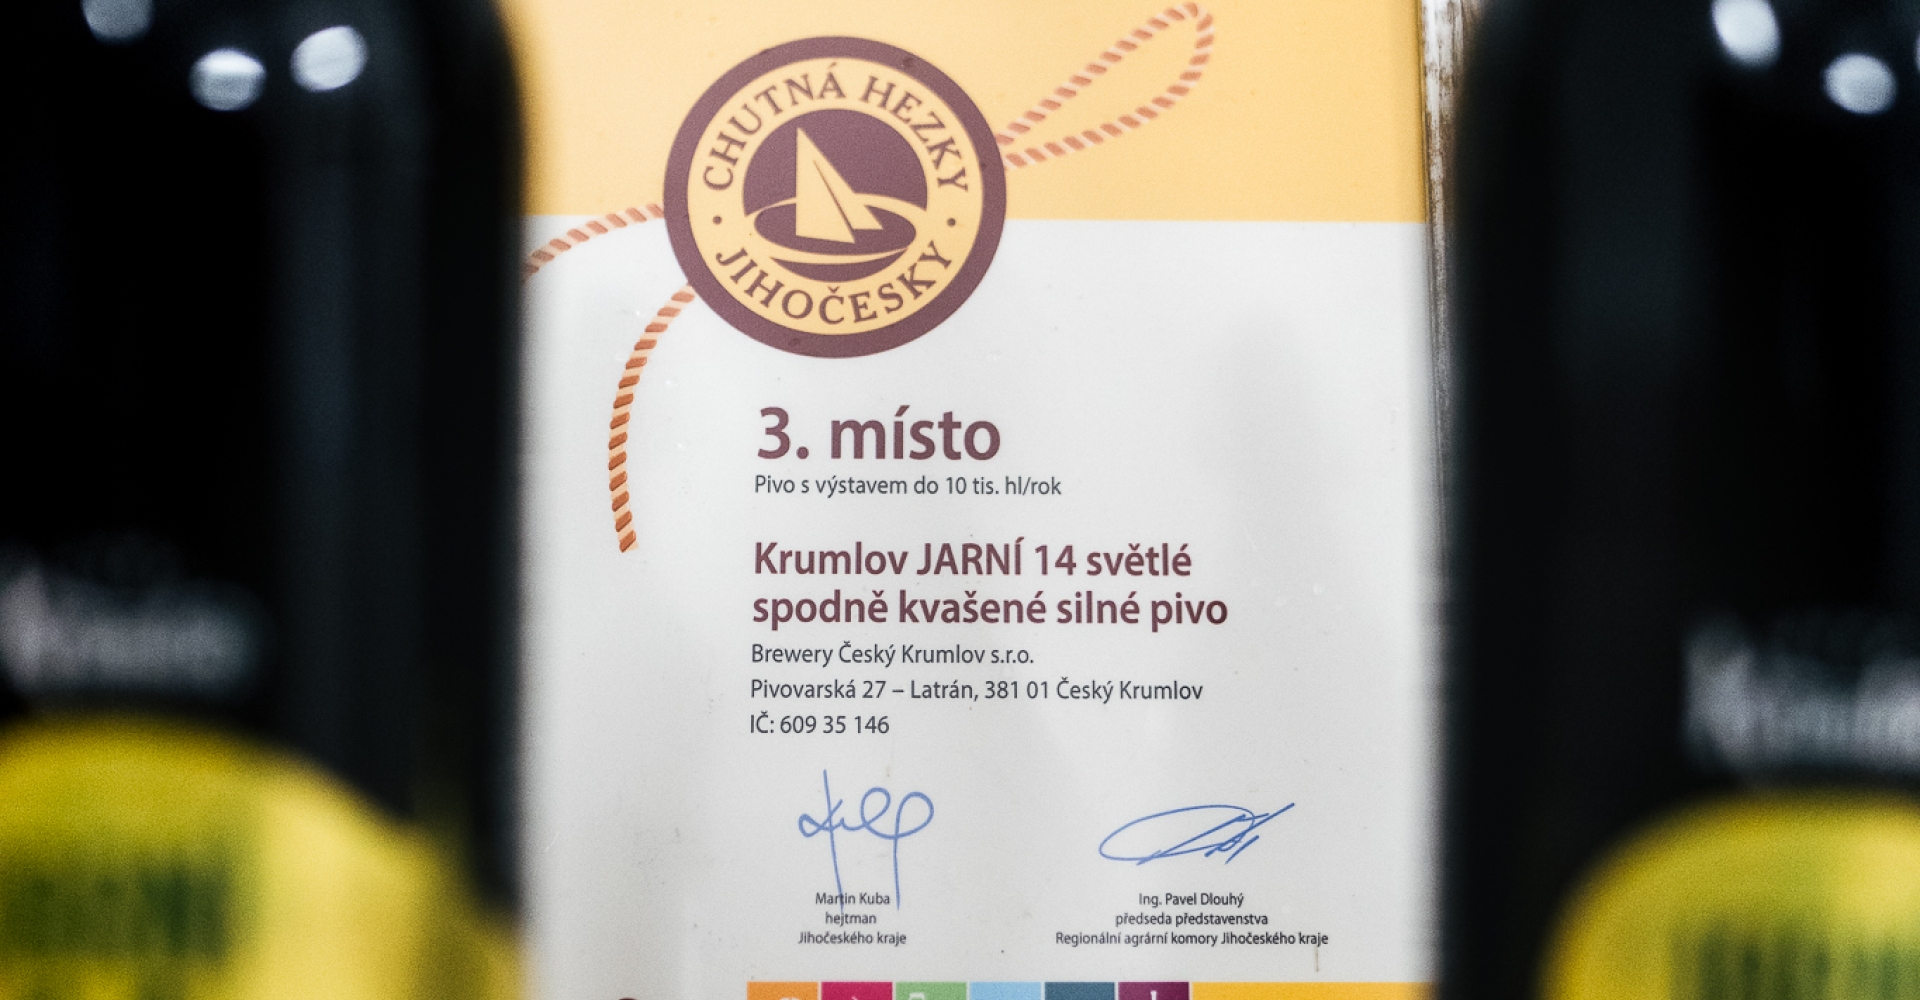 CHUTNÁ HEZKY
JIHOČESKY
3. místo
Pivo s výstavem do 10 tis. hl/rok
Krumlov JARNÍ 14 světlé
spodně kvašené silné pivo
Brewery Český Krumlov s.r.o.
Pivovarská 27 – Latrán, 381 01 Český Krumlov
IČ: 609 35 146
Martin Kuba
hejtman
Jihočeského kraje
Ing. Pavel Dlouhý
předseda představenstva
Regionální agrární komory Jihočeského kraje